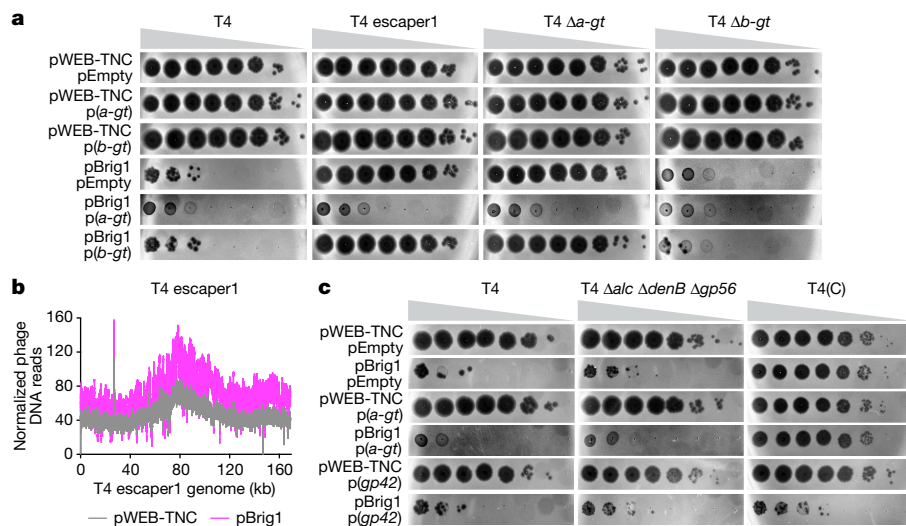 a
T4
T4 escaper1
T4 Δa-gt
T4 Δb-gt
pWEB-TNC
pEmpty
pWEB-TNC
p(a-gt)
pWEB-TNC
p(b-gt)
pBrig1
pEmpty
pBrig1
p(a-gt)
pBrig1
p(b-gt)
b
T4 escaper1
Normalized phage
DNA reads
160
120
80
40
0
0
40
80
120
160
T4 escaper1 genome (kb)
pWEB-TNC
pBrig1
c
T4
T4 Δalc ΔdenB Δgp56
T4(C)
pWEB-TNC
pEmpty
pBrig1
pEmpty
pWEB-TNC
p(a-gt)
pBrig1
p(a-gt)
pWEB-TNC
p(gp42)
pBrig1
p(gp42)